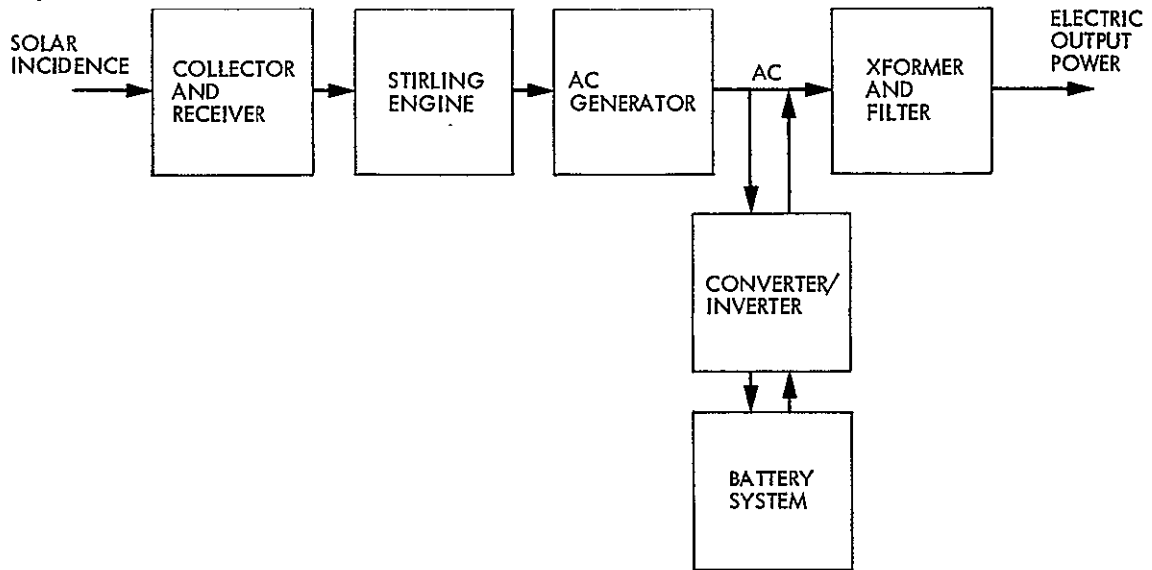 SOLAR
INCIDENCE
COLLECTOR
AND
RECEIVER
STIRLING
ENGINE
AC
GENERATOR
AC
XFORMER
AND
FILTER
ELECTRIC
OUTPUT
POWER
CONVERTER/
INVERTER
BATTERY
SYSTEM